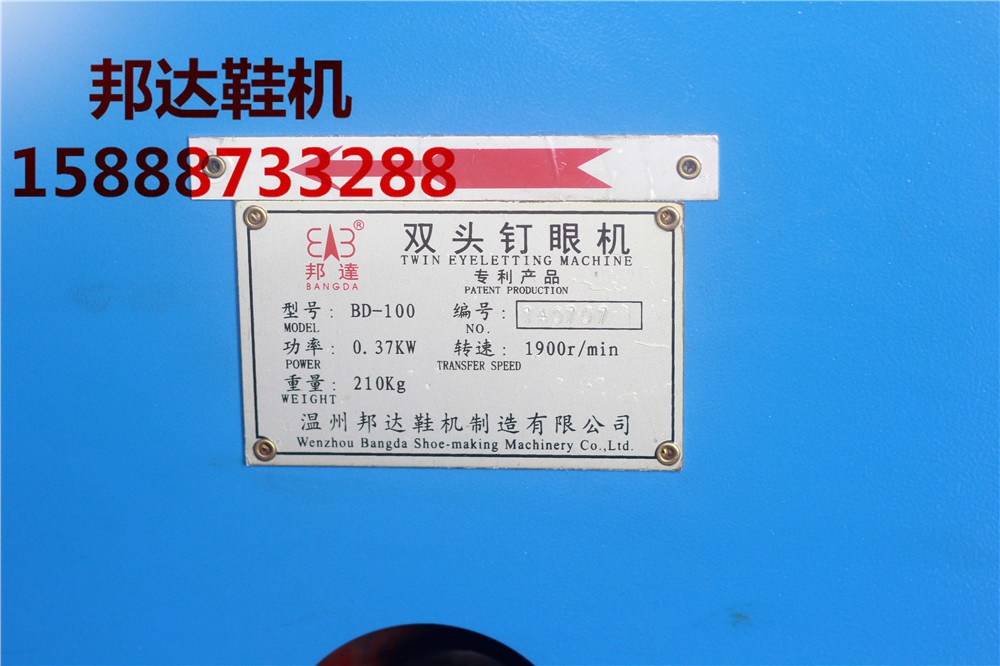 邦达鞋机
15888733288
双头钉眼机
TWIN EYELETTING MACHINE
®
邦達
BANGDA
专利产品
PATENT PRODUCTION
型号: BD-100 编号:
MODEL NO.
功率: 0.37KW 转速: 1900r/min
POWER TRANSFER SPEED
重量: 210Kg
WEIGHT
温州邦达鞋机制造有限公司
Wenzhou Bangda Shoe-making Machinery Co.,Ltd.